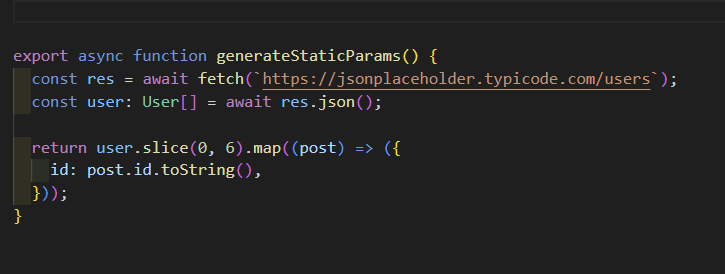 export async function generateStaticParams() {
  const res = await fetch(`https://jsonplaceholder.typicode.com/users`);
  const user: User[] = await res.json();

  return user.slice(0, 6).map((post) => ({
    id: post.id.toString(),
  }));
}